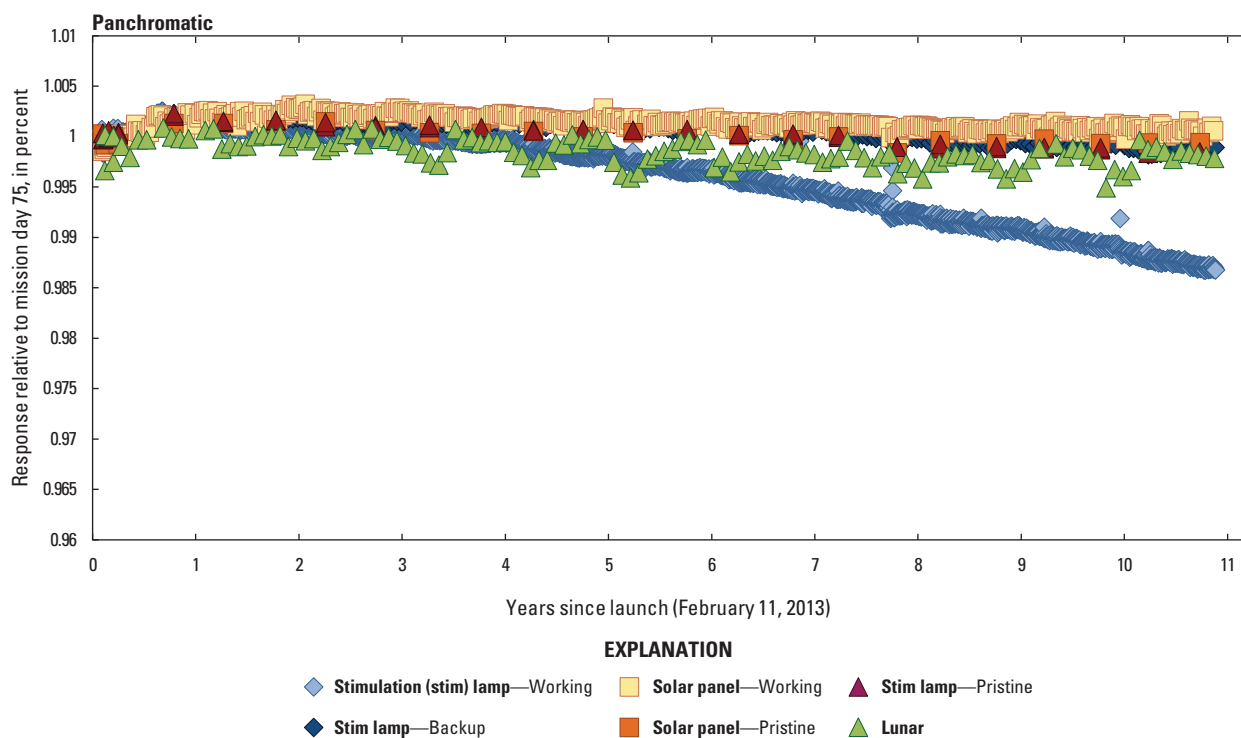 Panchromatic
1.01
1.005
1
0.995
0.99
0.985
0.98
0.975
0.97
0.965
0.96
Response relative to mission day 75, in percent
0 1 2 3 4 5 6 7 8 9 10 11
Years since launch (February 11, 2013)
EXPLANATION
Stimulation (stim) lamp—Working Solar panel—Working Stim lamp—Pristine
Stim lamp—Backup Solar panel—Pristine Lunar